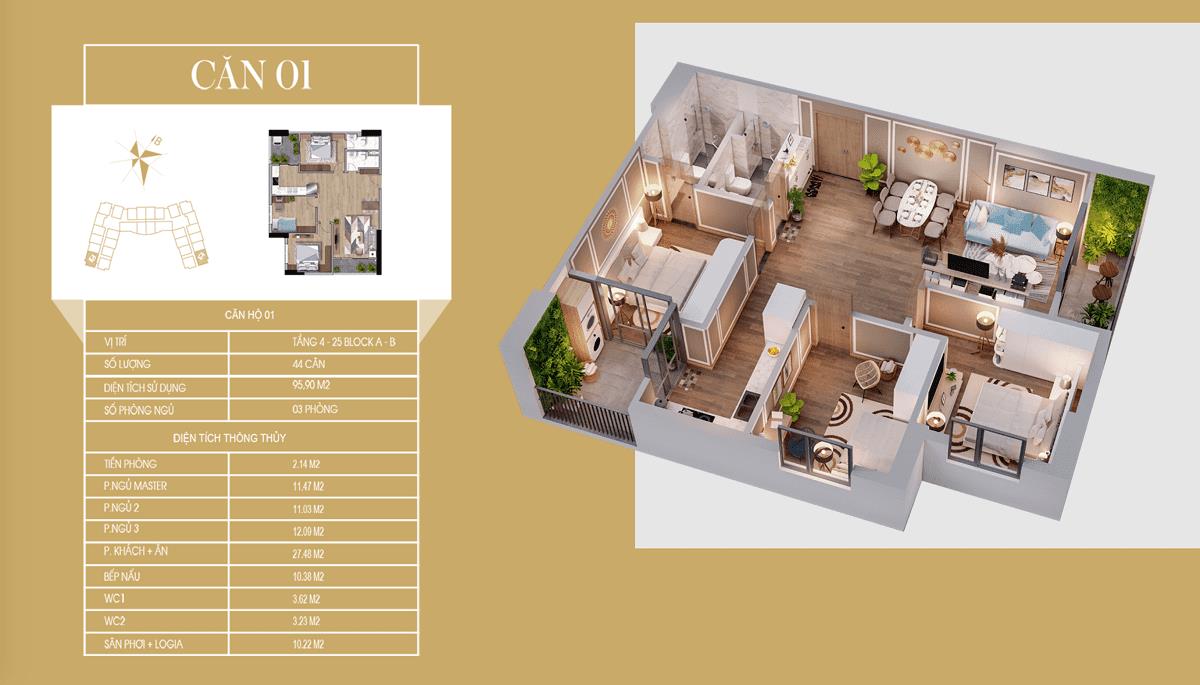 CĂN 01
B
CĂN HỘ 01
VỊ TRÍ TẦNG 4 - 25 BLOCK A - B
SỐ LƯỢNG 44 CĂN
DIỆN TÍCH SỬ DỤNG 95,90 M2
SỐ PHÒNG NGỦ 03 PHÒNG
DIỆN TÍCH THÔNG THỦY
TIỀN PHÒNG 2.14 M2
P.NGỦ MASTER 11.47 M2
P.NGỦ 2 11.03 M2
P.NGỦ 3 12.09 M2
P. KHÁCH + ĂN 27.48 M2
BẾP NẤU 10.38 M2
WC1 3.62 M2
WC2 3.23 M2
SÂN PHƠI + LOGIA 10.22 M2